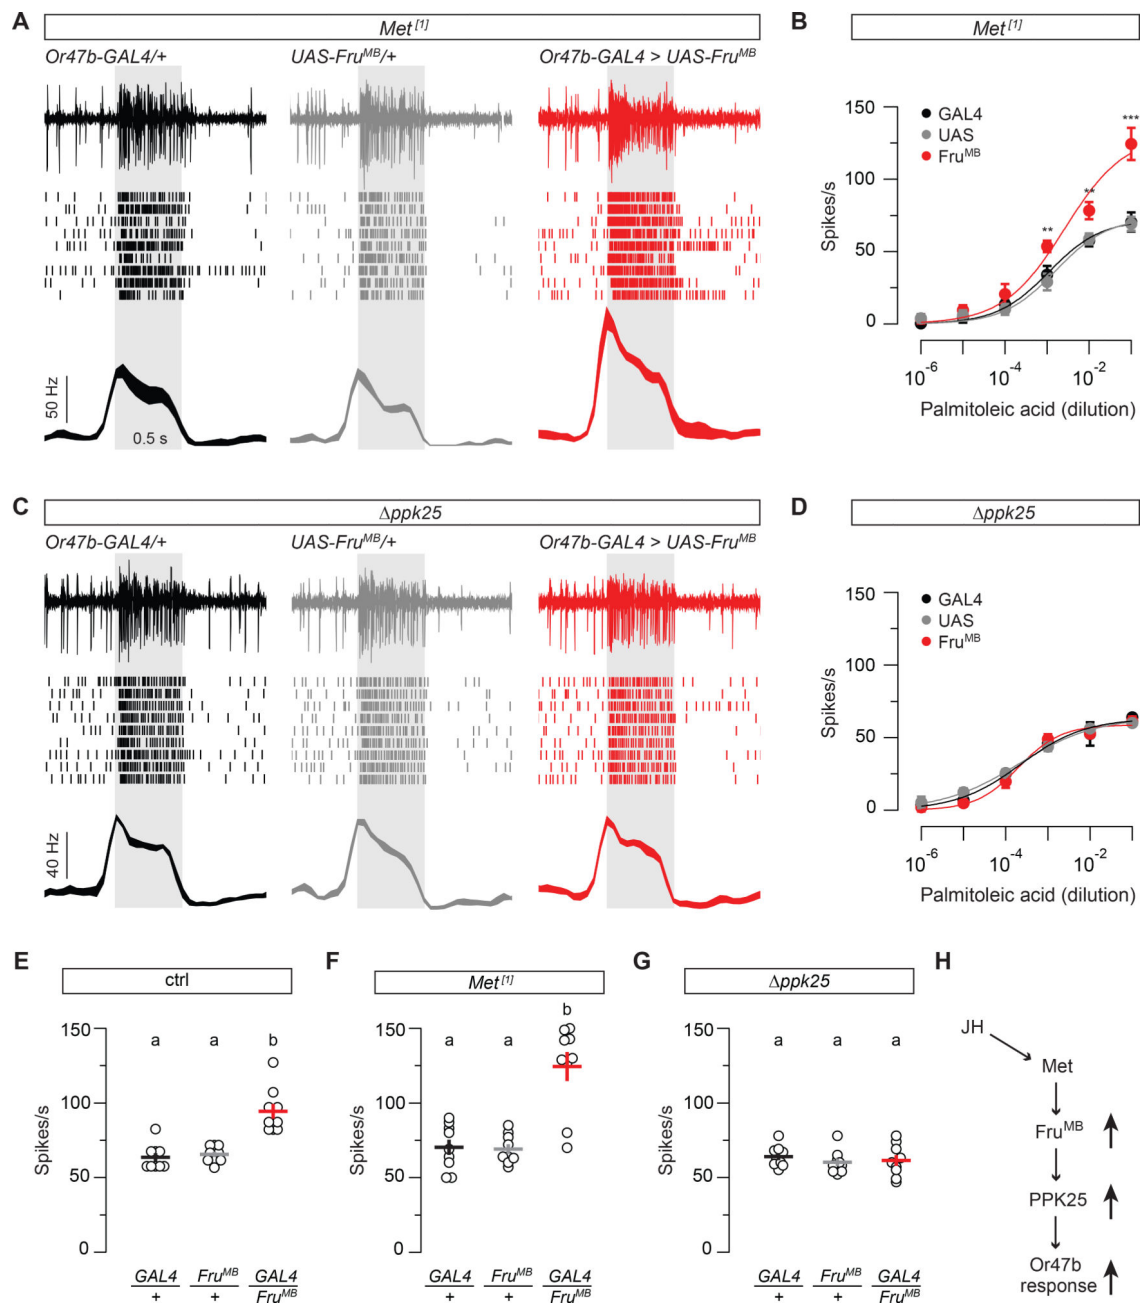 A
Met[1]
Or47b-GAL4/+
UAS-FruMB/+
Or47b-GAL4 > UAS-FruMB
50 Hz
0.5 s
B
Met[1]
150
100
50
0
Spikes/s
GAL4
UAS
FruMB
**
**
***
10-6
10-4
10-2
Palmitoleic acid (dilution)
C
Δppk25
Or47b-GAL4/+
UAS-FruMB/+
Or47b-GAL4 > UAS-FruMB
40 Hz
D
Δppk25
150
100
50
0
Spikes/s
GAL4
UAS
FruMB
10-6
10-4
10-2
Palmitoleic acid (dilution)
E
ctrl
150
100
50
0
Spikes/s
a
a
b
GAL4
+
FruMB
+
GAL4
FruMB
F
Met[1]
150
100
50
0
Spikes/s
a
a
b
GAL4
+
FruMB
+
GAL4
FruMB
G
Δppk25
150
100
50
0
Spikes/s
a
a
a
GAL4
+
FruMB
+
GAL4
FruMB
H
JH
Met
FruMB
PPK25
Or47b
response